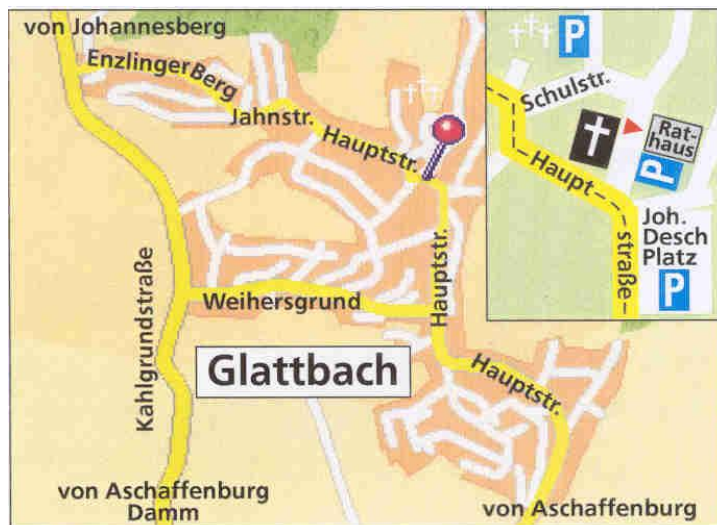 von Johannesberg
Enzlinger Berg
Jahnstr.
Hauptstr.
Kahlgrundstraße
Weihersgrund
Hauptstr.
Glattbach
Hauptstr.
von Aschaffenburg
Damm
von Aschaffenburg
P
Schulstr.
Rat-
haus
P
Haupt-
straße
Joh.
Desch
Platz
P